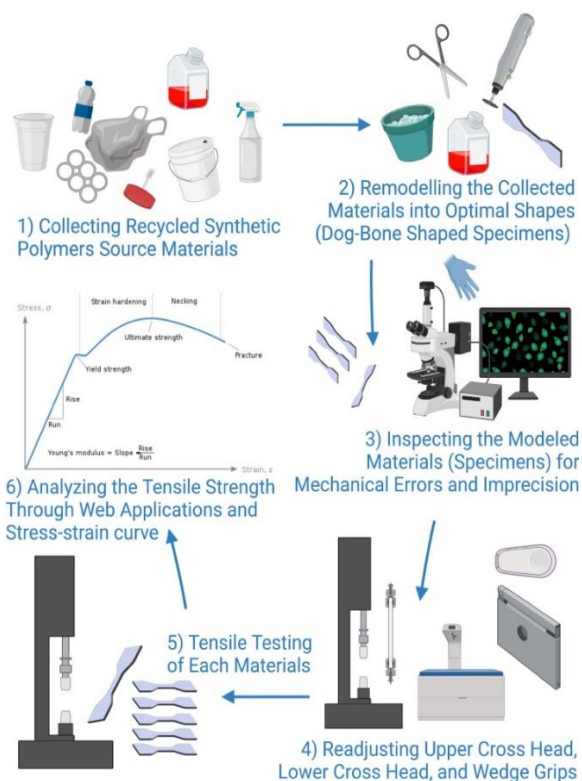 1) Collecting Recycled Synthetic
Polymers Source Materials
2) Remodelling the Collected
Materials into Optimal Shapes
(Dog-Bone Shaped Specimens)
3) Inspecting the Modeled
Materials (Specimens) for
Mechanical Errors and Imprecision
4) Readjusting Upper Cross Head,
Lower Cross Head, and Wedge Grips
5) Tensile Testing
of Each Materials
Stress, σ
Strain hardening
Necking
Ultimate strength
Fracture
Yield strength
Rise
Run
Young's modulus = Slope = Rise
Run
Strain, ε
6) Analyzing the Tensile Strength
Through Web Applications and
Stress-strain curve